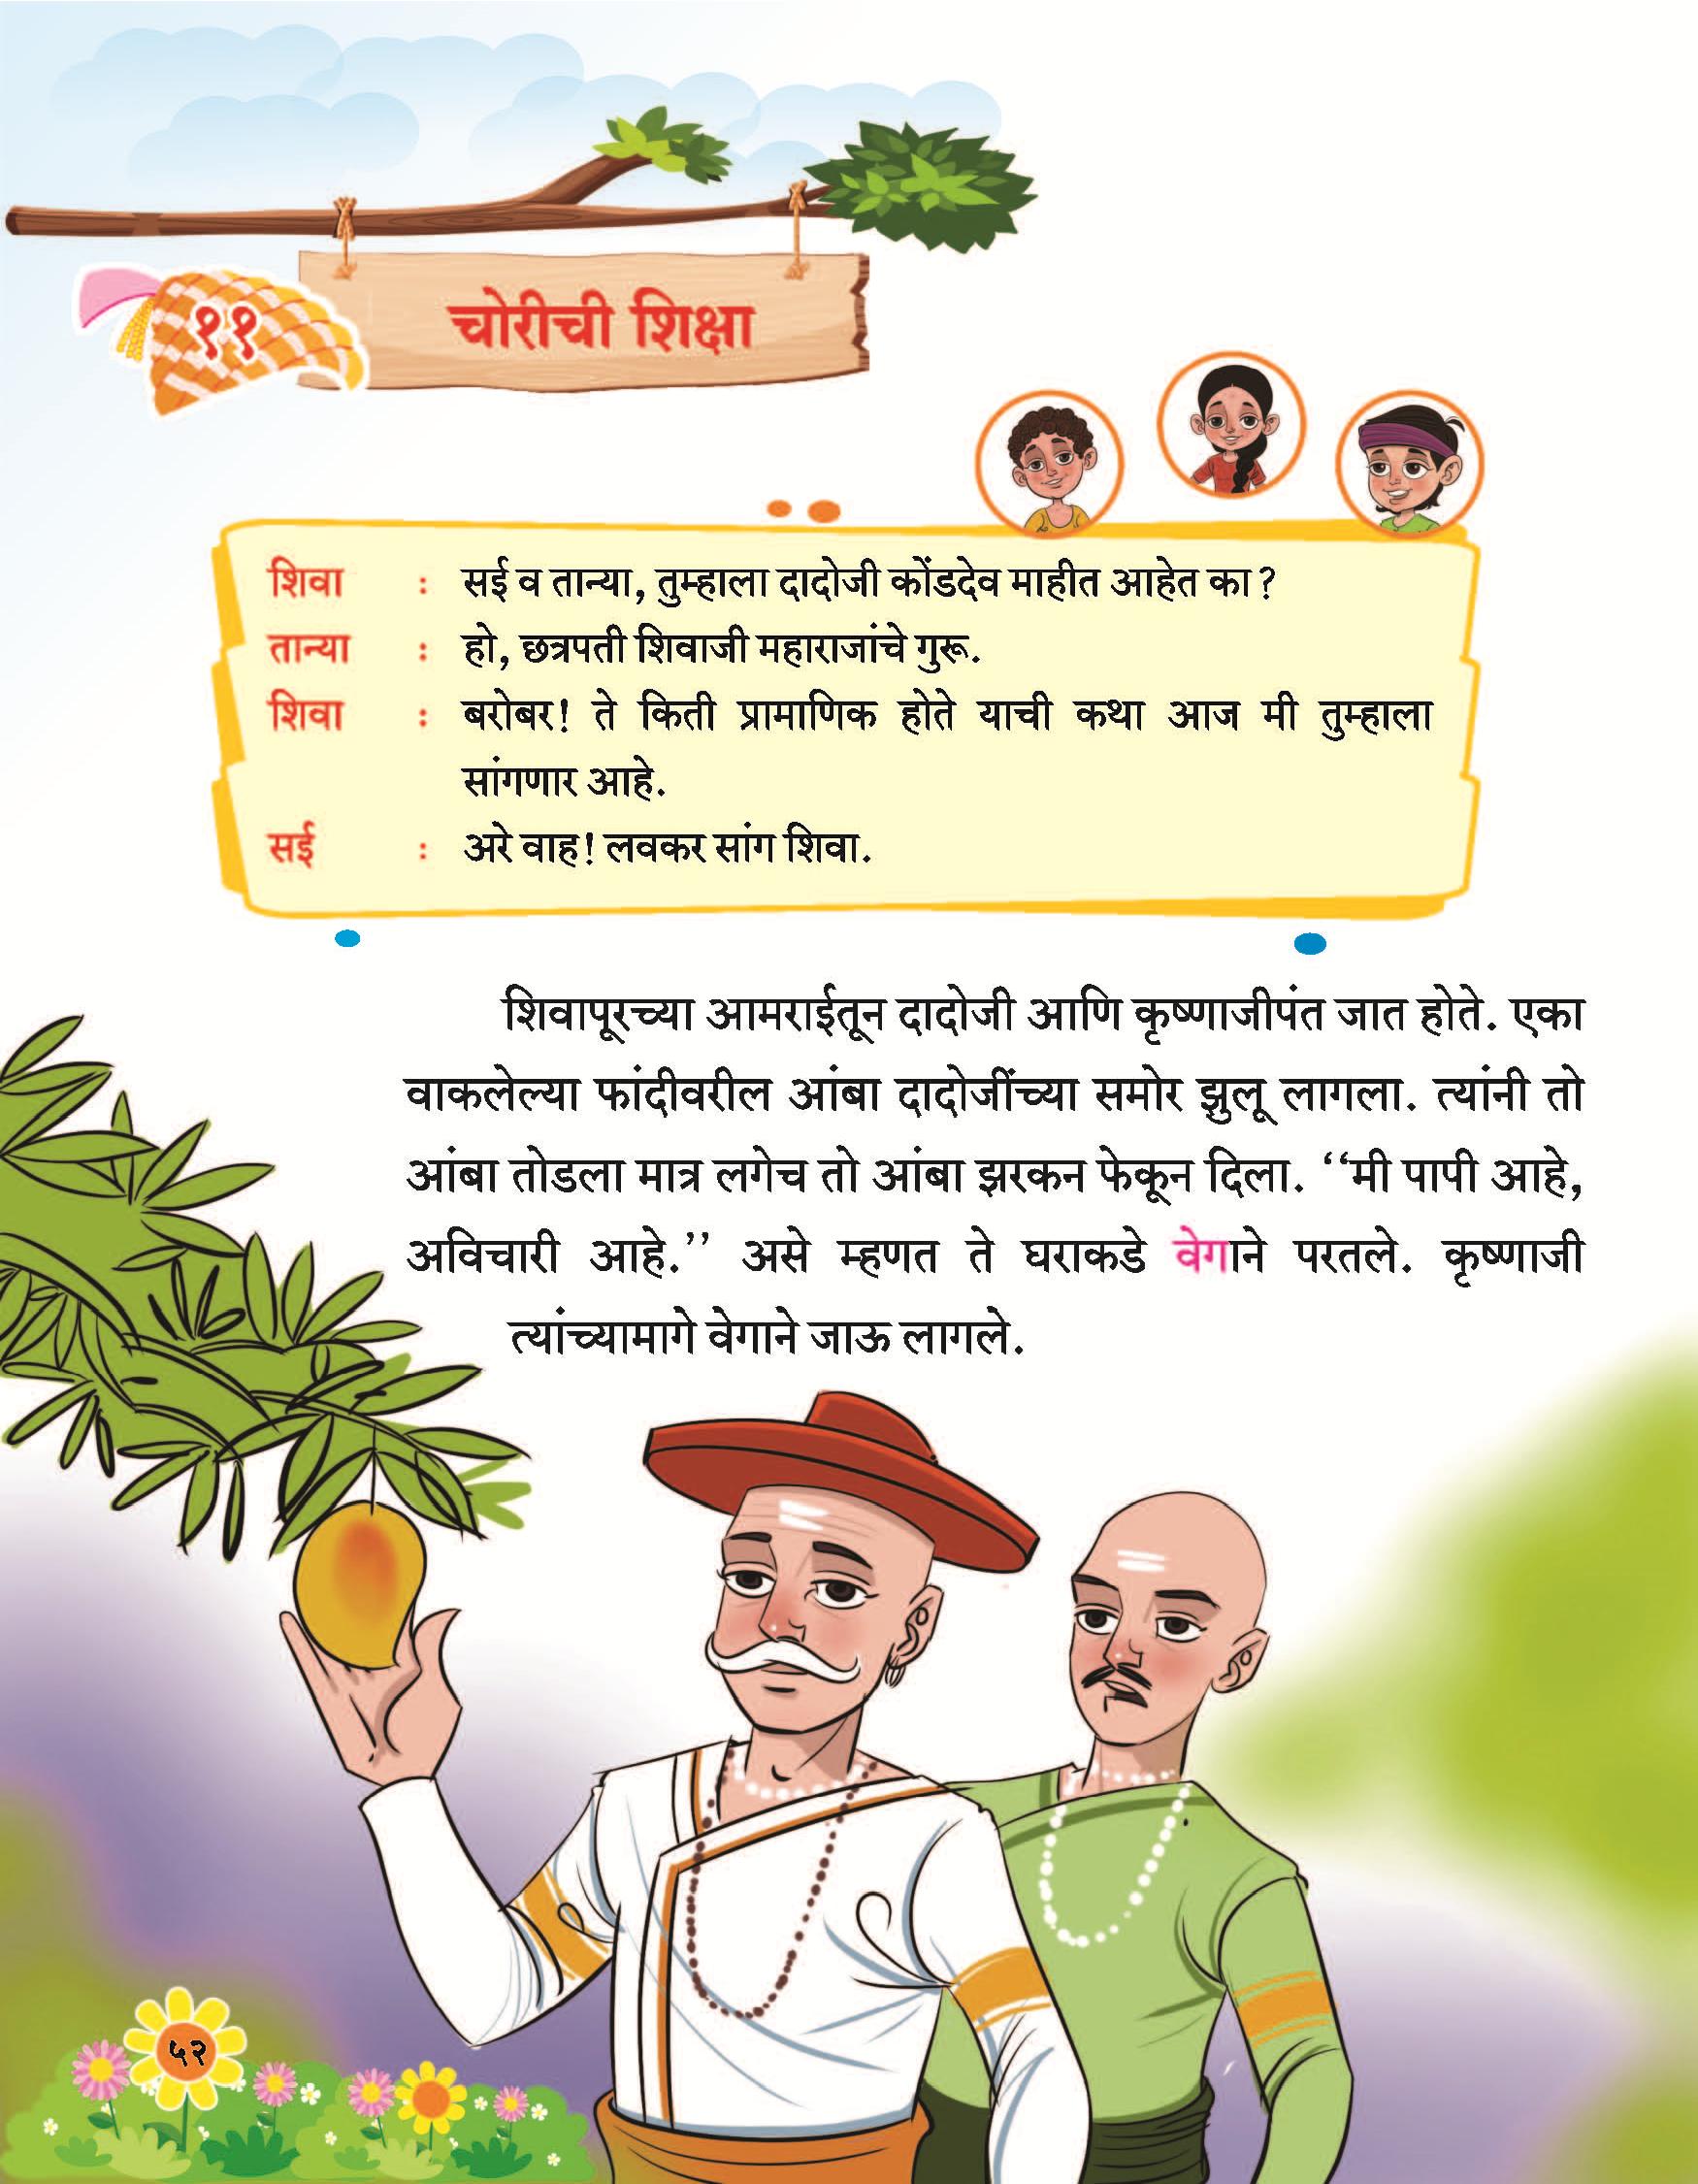 ११
चोरीची शिक्षा
शिवा : सई व तान्या, तुम्हाला दादोजी कोंडदेव माहीत आहेत का?
तान्या : हो, छत्रपती शिवाजी महाराजांचे गुरू.
शिवा : बरोबर! ते किती प्रामाणिक होते याची कथा आज मी तुम्हाला
सांगणार आहे.
सई : अरे वाह! लवकर सांग शिवा.
शिवापूरच्या आमराईतून दादोजी आणि कृष्णाजीपंत जात होते. एका
वाकलेल्या फांदीवरील आंबा दादोजींच्या समोर झुलू लागला. त्यांनी तो
आंबा तोडला मात्र लगेच तो आंबा झरकन फेकून दिला. ‘‘मी पापी आहे,
अविचारी आहे.’’ असे म्हणत ते घराकडे वेगाने परतले. कृष्णाजी
त्यांच्यामागे वेगाने जाऊ लागले.
५२